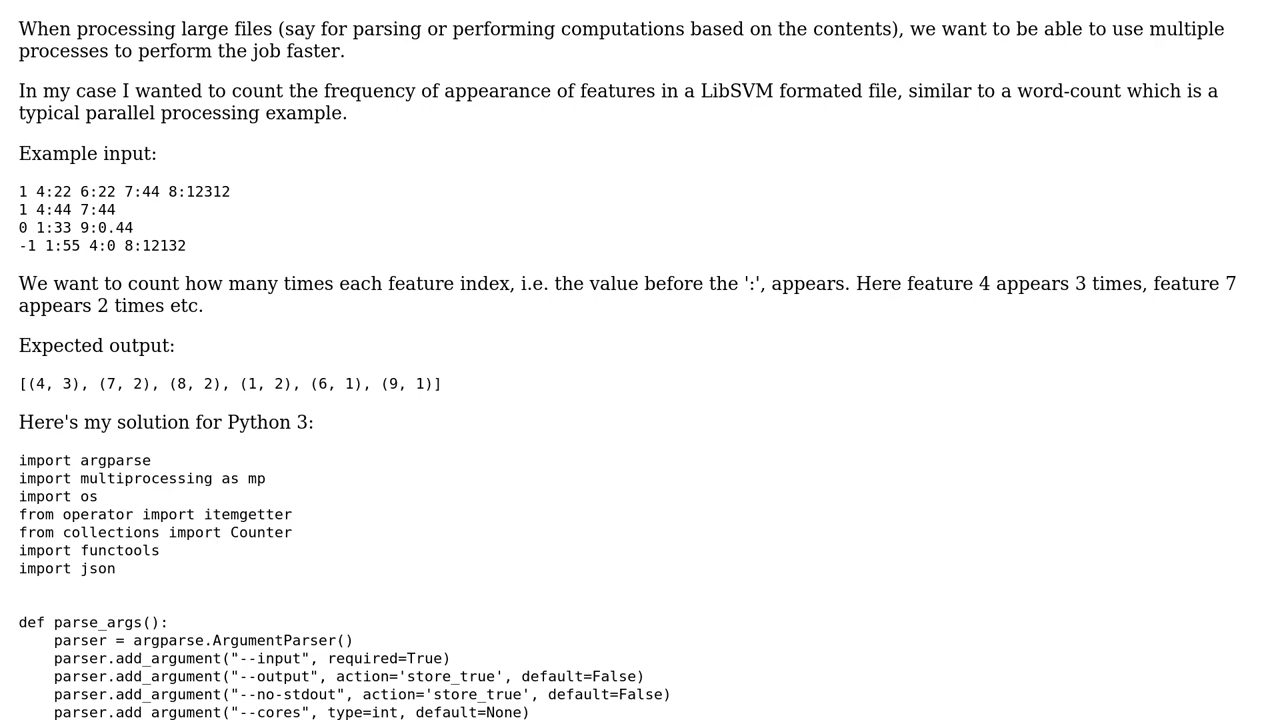 When processing large files (say for parsing or performing computations based on the contents), we want to be able to use multiple
processes to perform the job faster.
In my case I wanted to count the frequency of appearance of features in a LibSVM formated file, similar to a word-count which is a
typical parallel processing example.
Example input:
1 4:22 6:22 7:44 8:12312
1 4:44 7:44
0 1:33 9:0.44
-1 1:55 4:0 8:12132
We want to count how many times each feature index, i.e. the value before the ':', appears. Here feature 4 appears 3 times, feature 7
appears 2 times etc.
Expected output:
[(4, 3), (7, 2), (8, 2), (1, 2), (6, 1), (9, 1)]
Here's my solution for Python 3:
import argparse
import multiprocessing as mp
import os
from operator import itemgetter
from collections import Counter
import functools
import json
def parse_args():
    parser = argparse.ArgumentParser()
    parser.add_argument("--input", required=True)
    parser.add_argument("--output", action='store_true', default=False)
    parser.add_argument("--no-stdout", action='store_true', default=False)
    parser.add_argument("--cores", type=int, default=None)